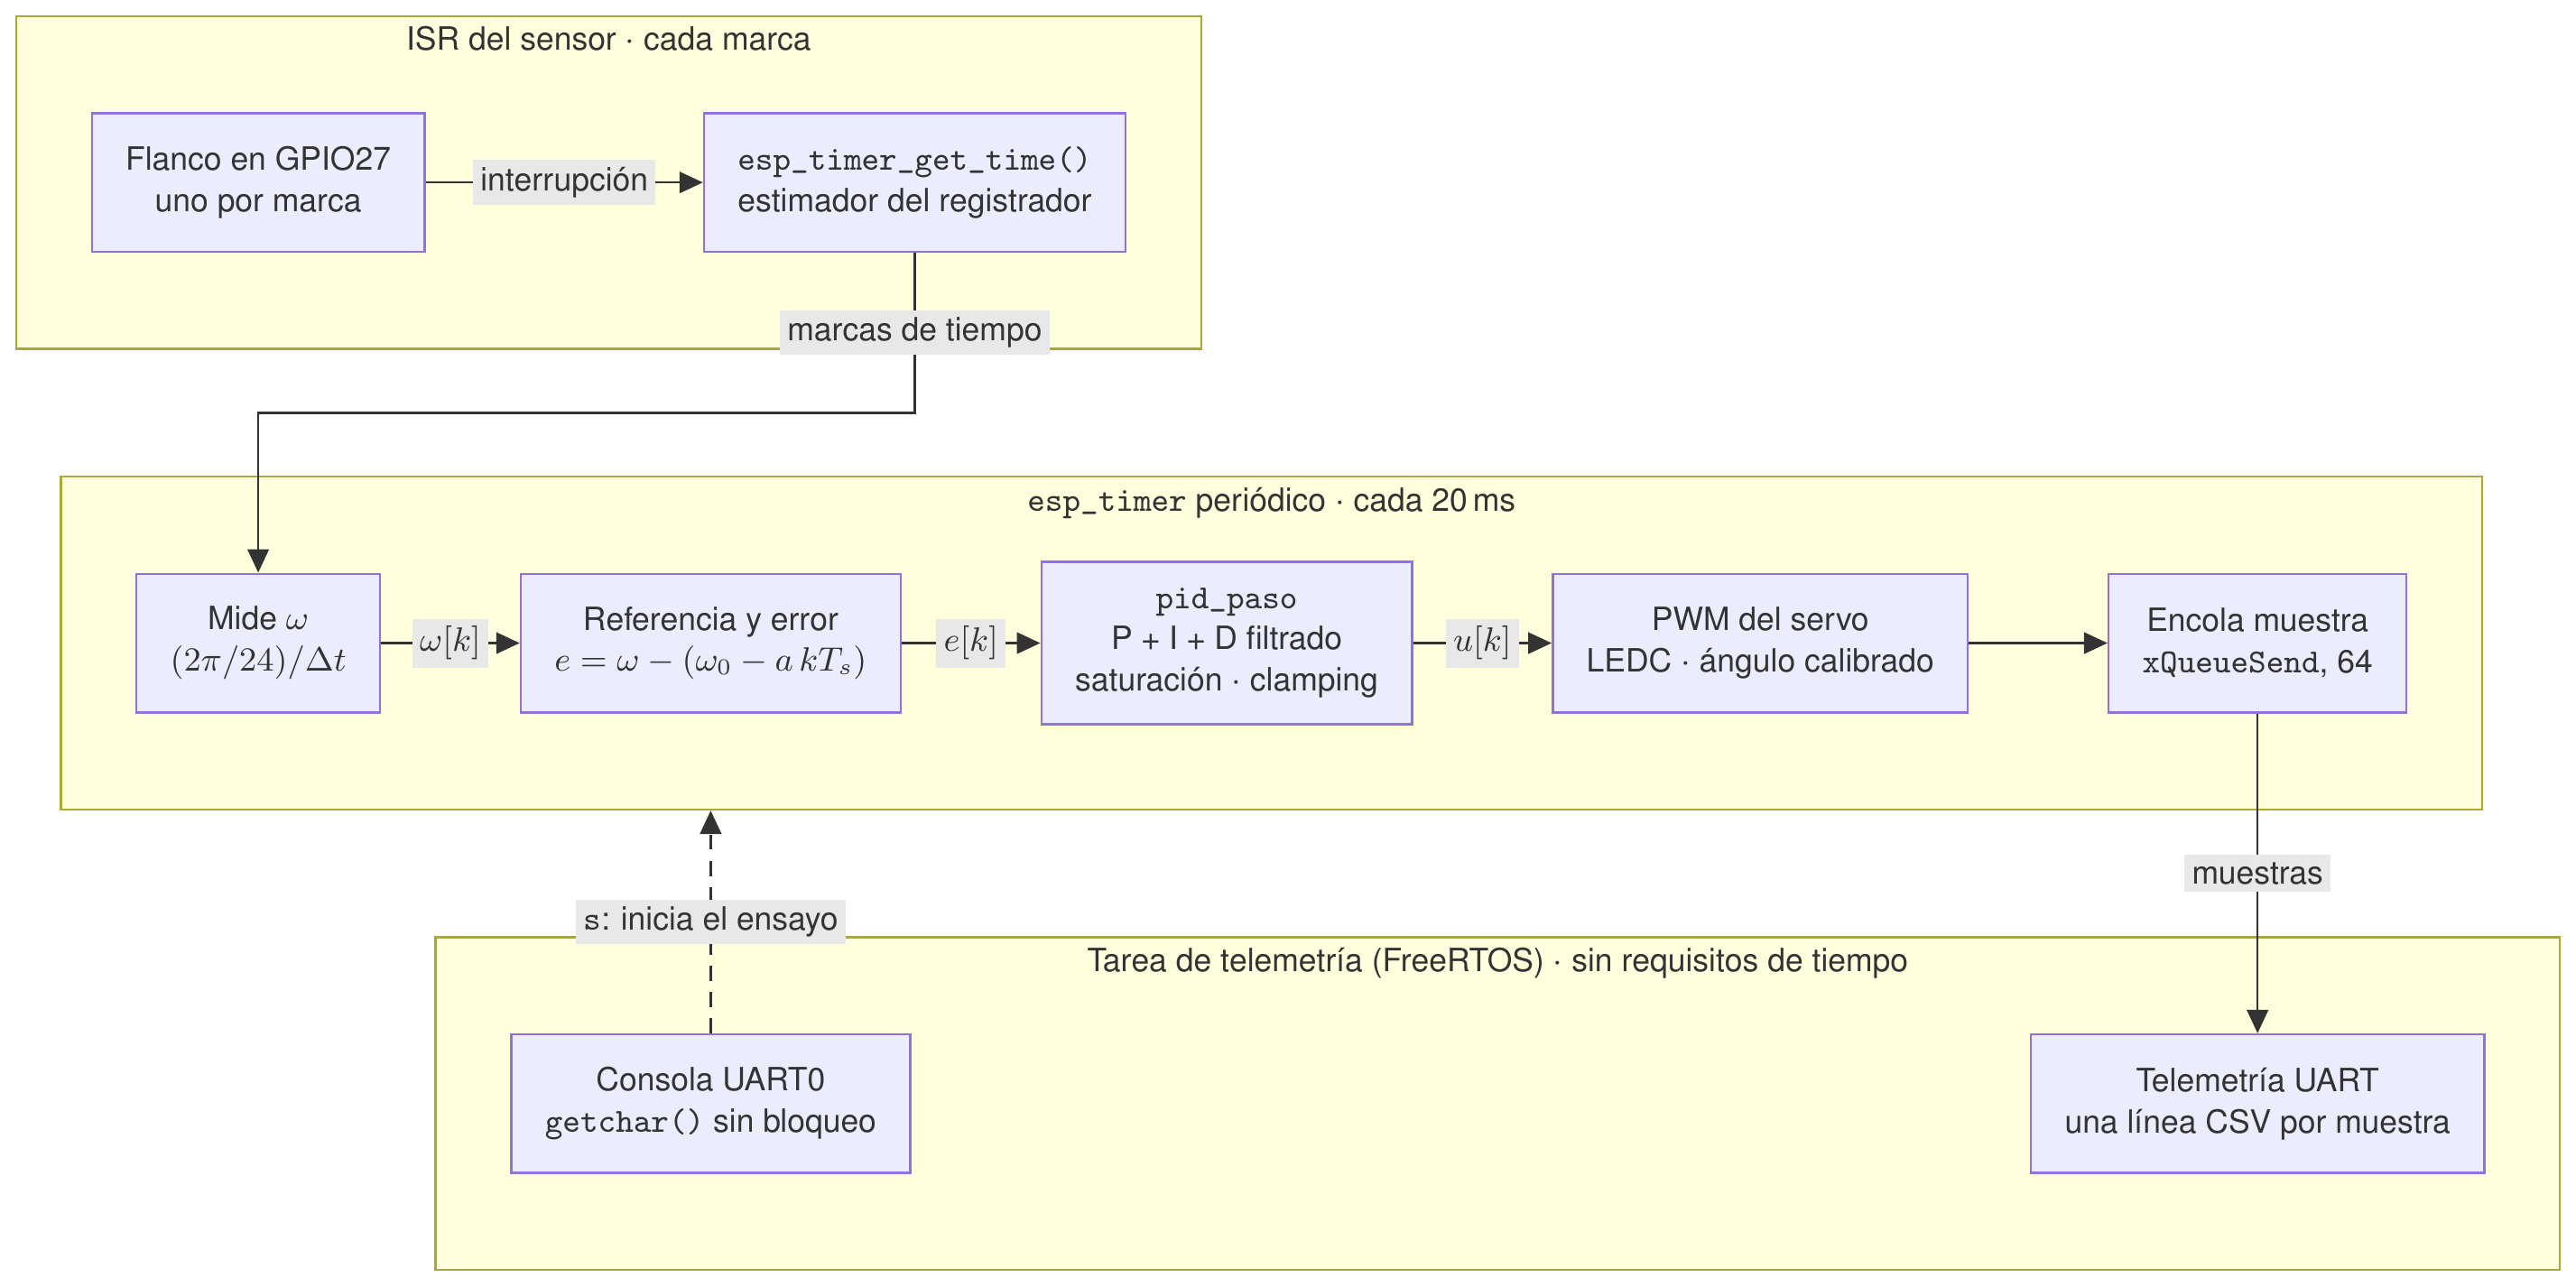 ISR del sensor · cada marca
Flanco en GPIO27
uno por marca
interrupción
esp_timer_get_time()
estimador del registrador
marcas de tiempo
esp_timer periódico · cada 20 ms
Mide ω
(2π/24)/Δt
ω[k]
Referencia y error
e = ω − (ω₀ − a kTₛ)
e[k]
pid_paso
P + I + D filtrado
saturación · clamping
u[k]
PWM del servo
LEDC · ángulo calibrado
Encola muestra
xQueueSend, 64
muestras
s: inicia el ensayo
Tarea de telemetría (FreeRTOS) · sin requisitos de tiempo
Consola UART0
getchar() sin bloqueo
Telemetría UART
una línea CSV por muestra